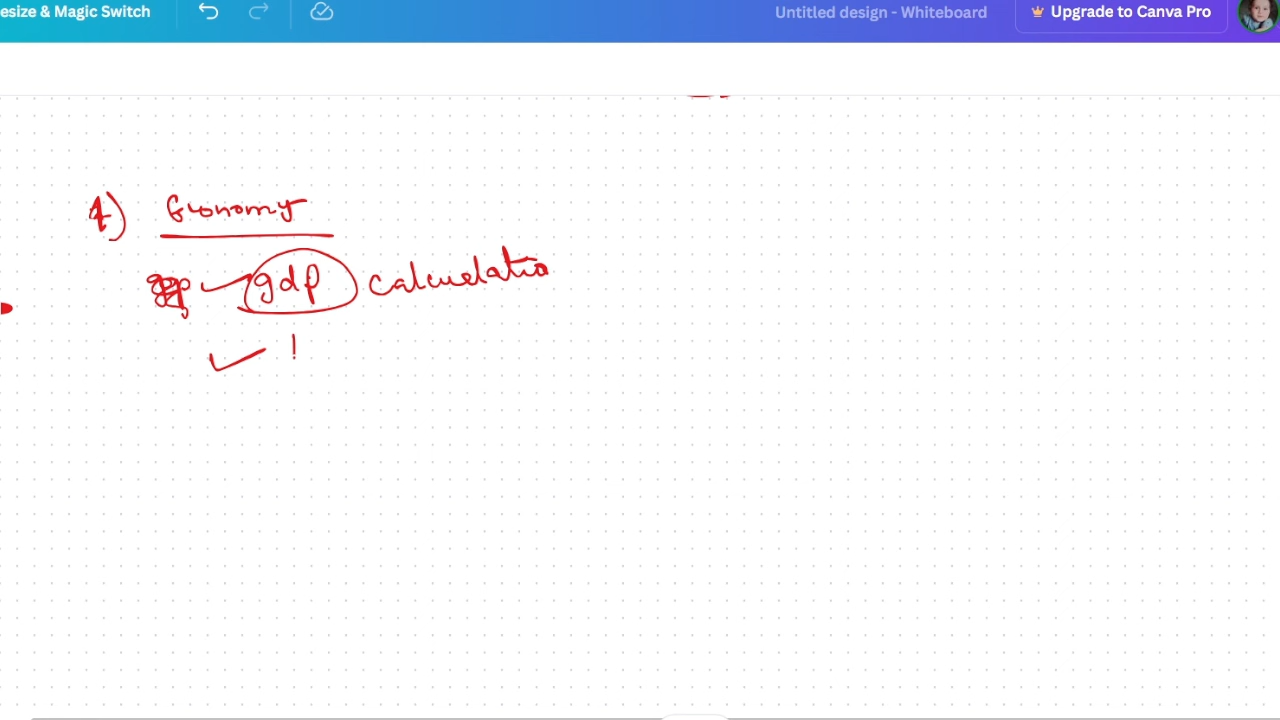 esize & Magic Switch
Untitled design - Whiteboard
Upgrade to Canva Pro
4) Economy
gdp calculatio